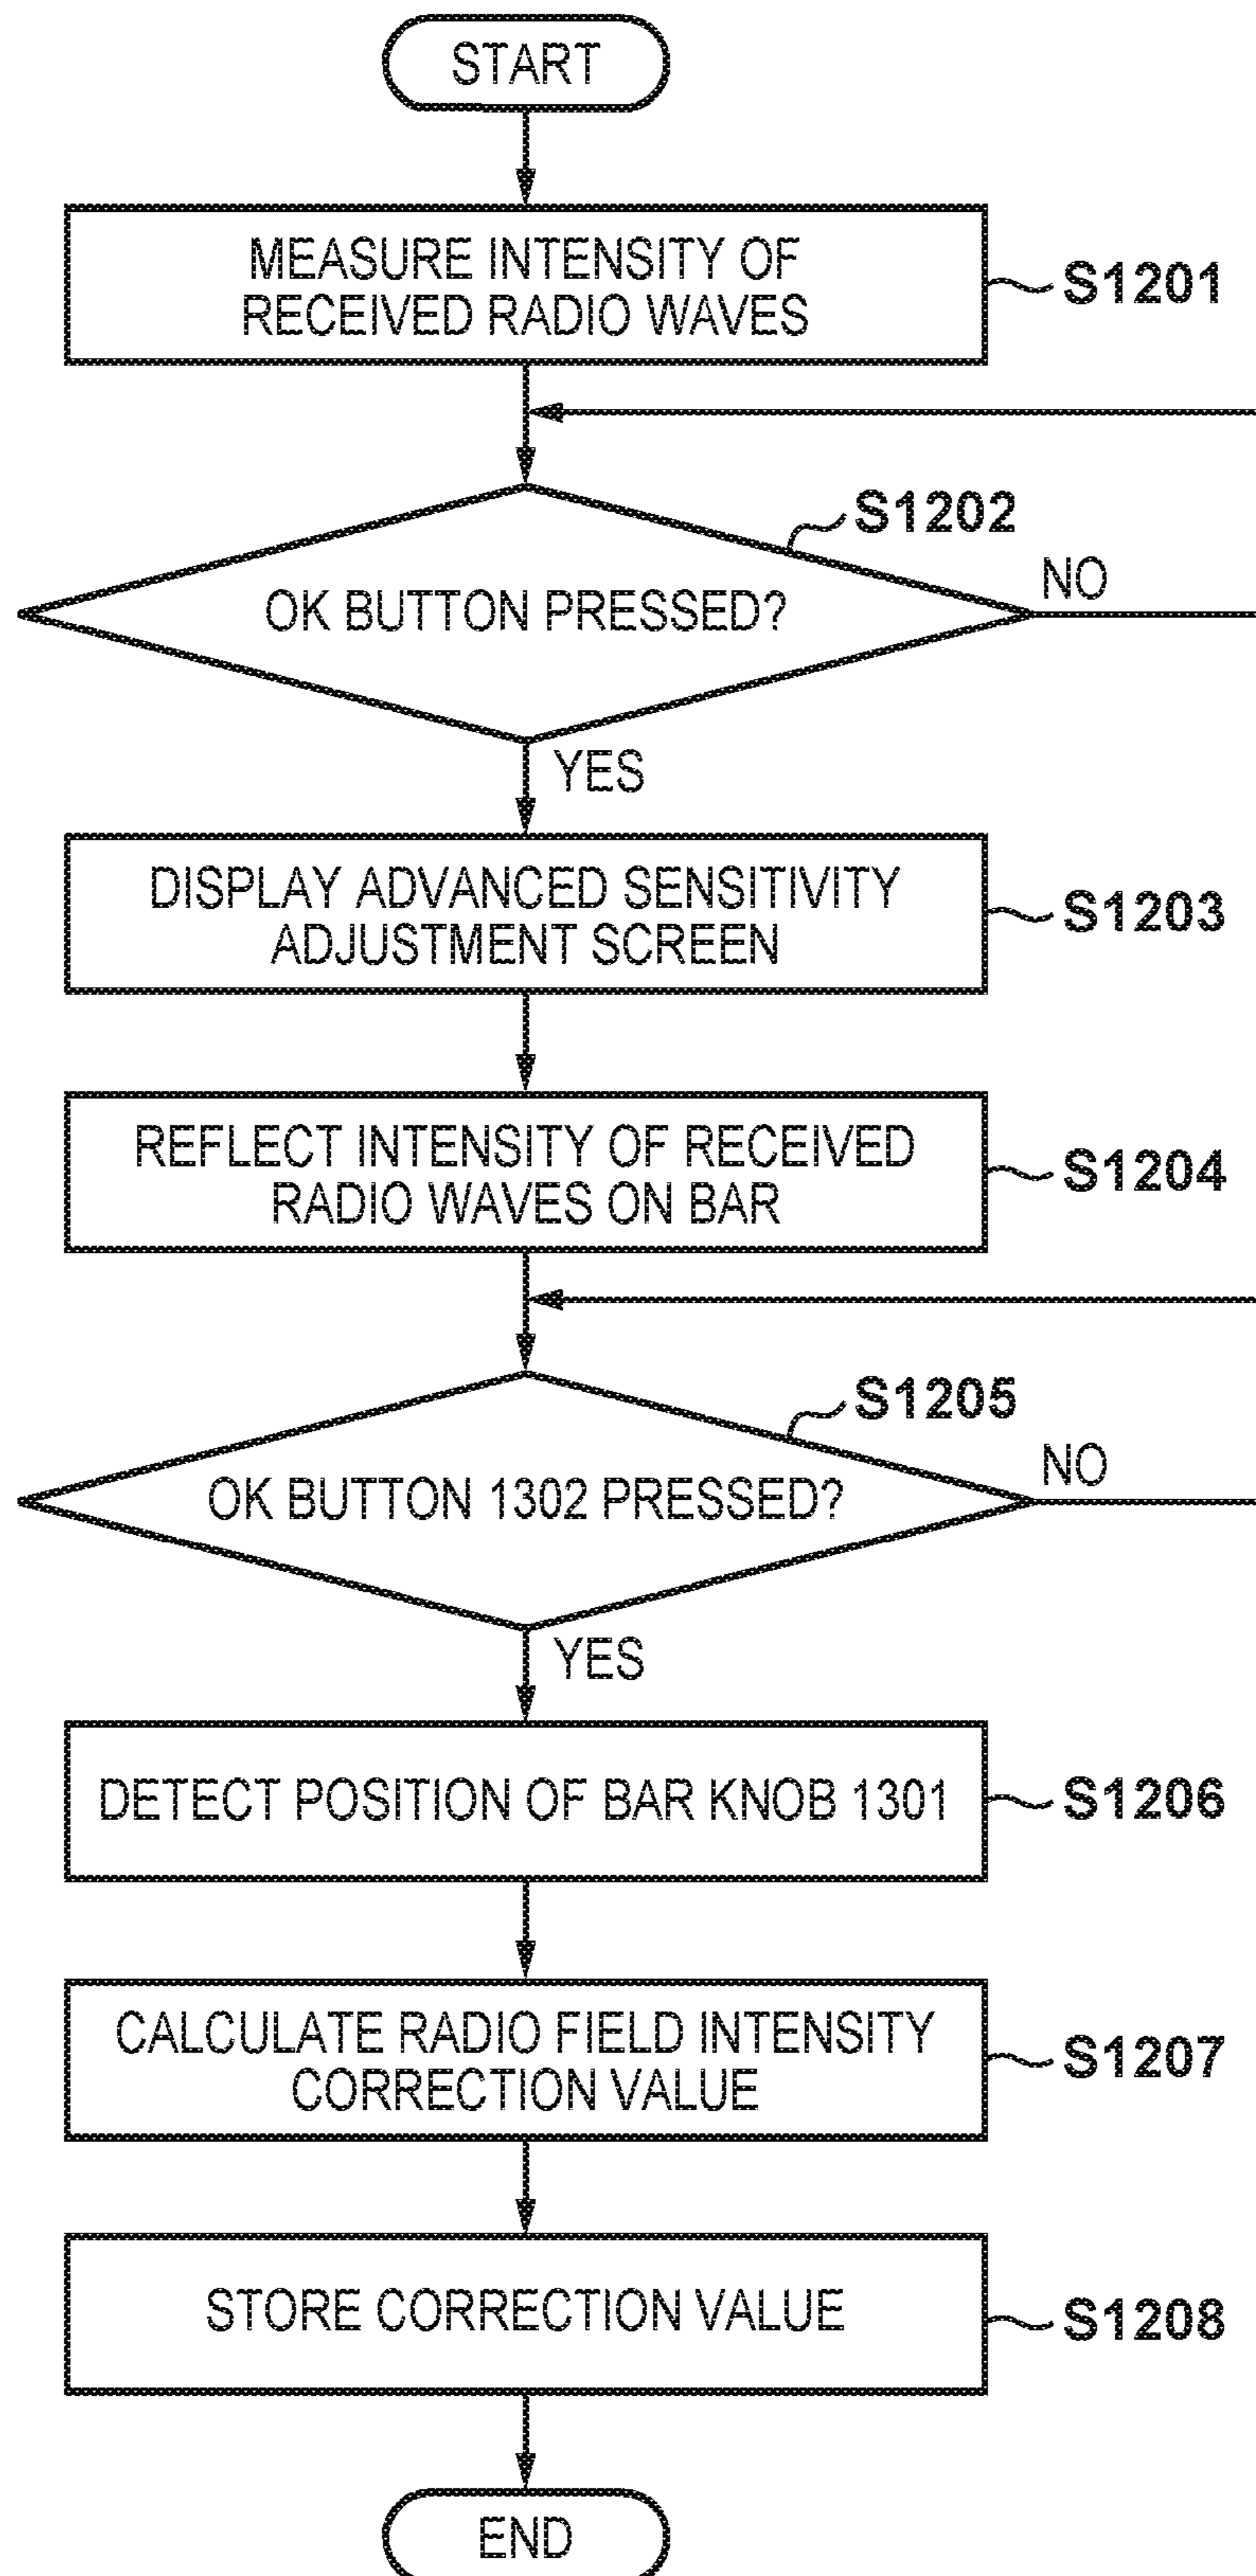 START
MEASURE INTENSITY OF
RECEIVED RADIO WAVES
S1201
S1202
OK BUTTON PRESSED?
NO
YES
DISPLAY ADVANCED SENSITIVITY
ADJUSTMENT SCREEN
S1203
REFLECT INTENSITY OF RECEIVED
RADIO WAVES ON BAR
S1204
S1205
OK BUTTON 1302 PRESSED?
NO
YES
DETECT POSITION OF BAR KNOB 1301
S1206
CALCULATE RADIO FIELD INTENSITY
CORRECTION VALUE
S1207
STORE CORRECTION VALUE
S1208
END